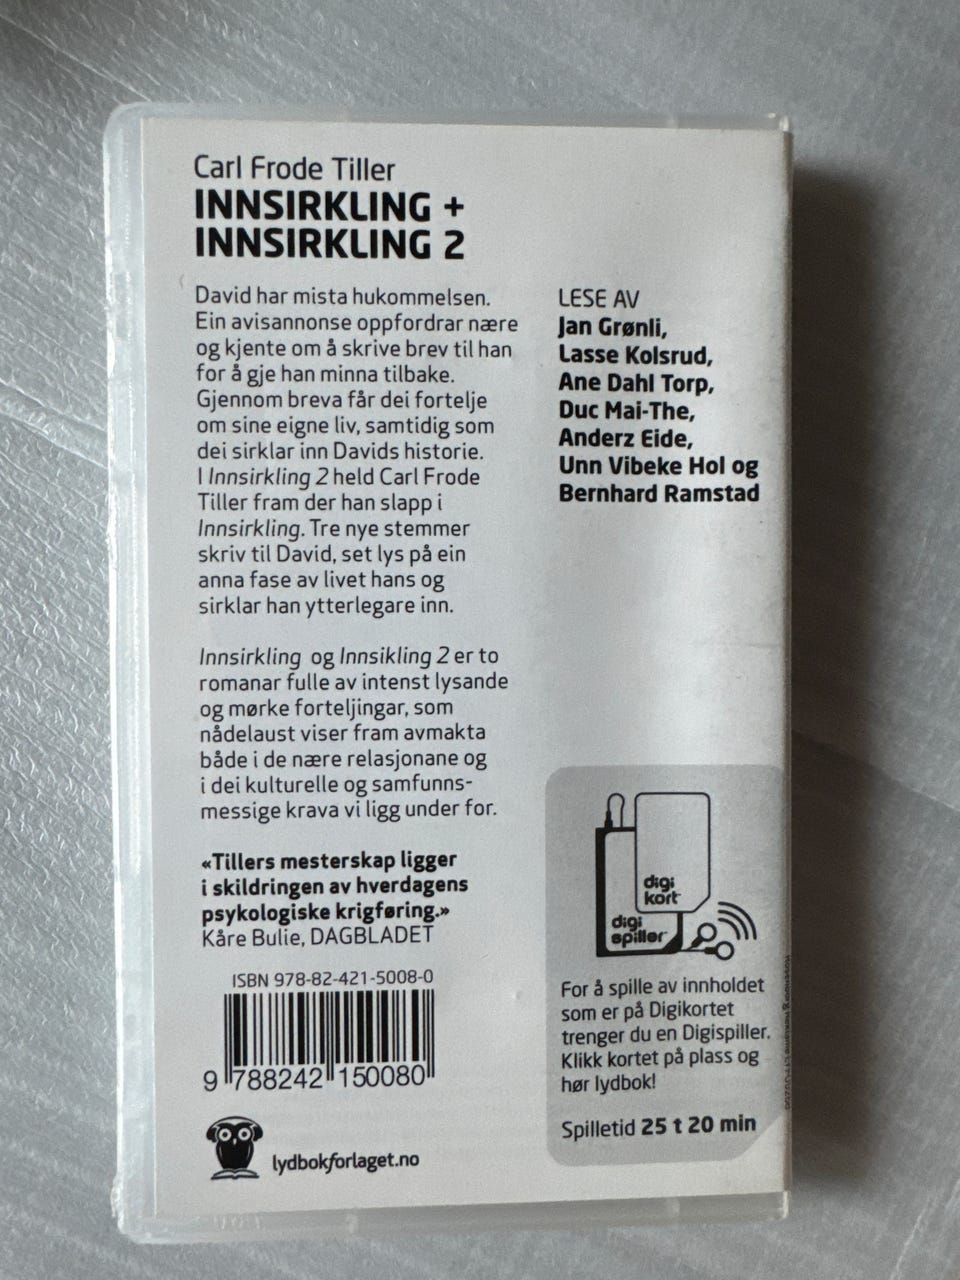 Carl Frode Tiller
INNSIRKLING +
INNSIRKLING 2
David har mista hukommelsen.
Ein avisannonse oppfordrar nære
og kjente om å skrive brev til han
for å gje han minna tilbake.
Gjennom breva får dei fortelje
om sine eigne liv, samtidig som
dei sirklar inn Davids historie.
I Innsirkling 2 held Carl Frode
Tiller fram der han slapp i
Innsirkling. Tre nye stemmer
skriv til David, set lys på ein
anna fase av livet hans og
sirklar han ytterlegare inn.
Innsirkling og Innsikling 2 er to
romanar fulle av intenst lysande
og mørke forteljingar, som
nådelaust viser fram avmakta
både i de nære relasjonane og
i dei kulturelle og samfunns-
messige krava vi ligg under for.
«Tillers mesterskap ligger
i skildringen av hverdagens
psykologiske krigføring.»
Kåre Bulie, DAGBLADET
ISBN 978-82-421-5008-0
9 788242 150080
lydbokforlaget.no
LESE AV
Jan Grønli,
Lasse Kolsrud,
Ane Dahl Torp,
Duc Mai-The,
Anderz Eide,
Unn Vibeke Hol og
Bernhard Ramstad
digi
kort
digi
spiller
For å spille av innholdet
som er på Digikortet
trenger du en Digispiller.
Klikk kortet på plass og
hør lydbok!
Spilletid 25 t 20 min